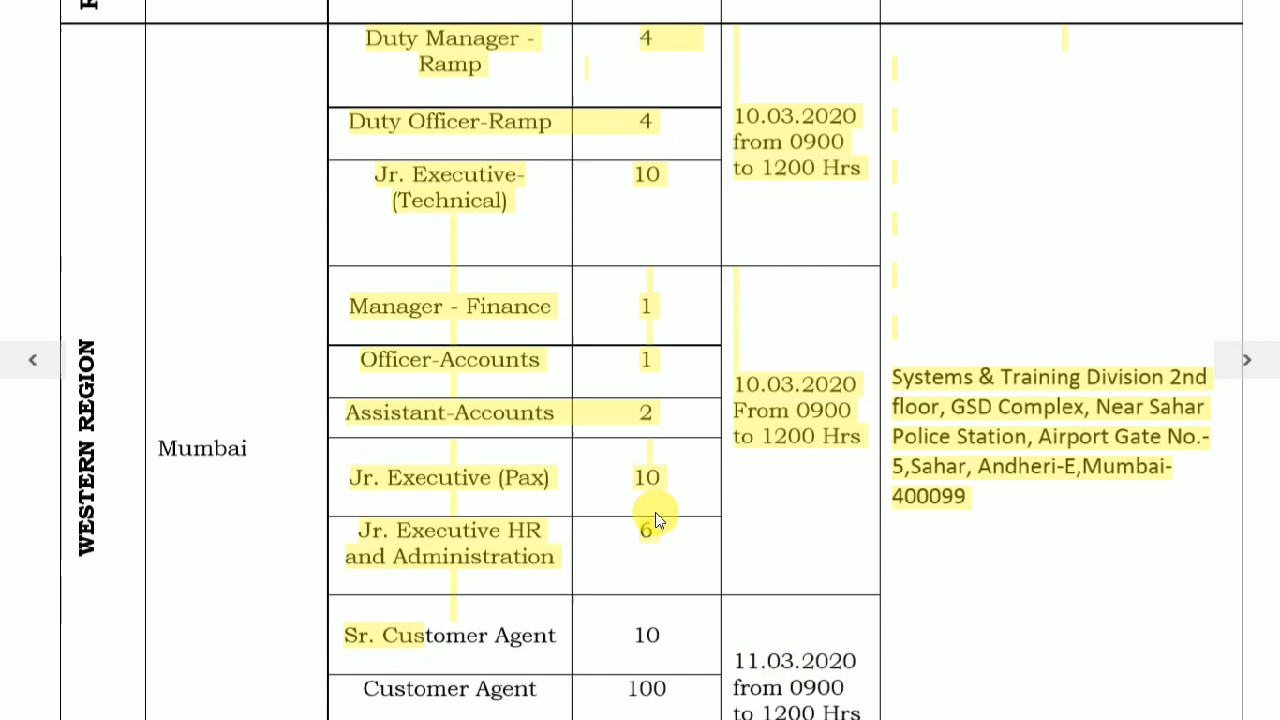 Duty Manager -
Ramp
4
Duty Officer-Ramp
4
Jr. Executive-
(Technical)
10
10.03.2020
from 0900
to 1200 Hrs
Manager - Finance
1
Officer-Accounts
1
Assistant-Accounts
2
Jr. Executive (Pax)
10
Jr. Executive HR
and Administration
6
10.03.2020
From 0900
to 1200 Hrs
Systems & Training Division 2nd
floor, GSD Complex, Near Sahar
Police Station, Airport Gate No.-
5,Sahar, Andheri-E,Mumbai-
400099
WESTERN REGION
Mumbai
Sr. Customer Agent
10
Customer Agent
100
11.03.2020
from 0900
to 1200 Hrs